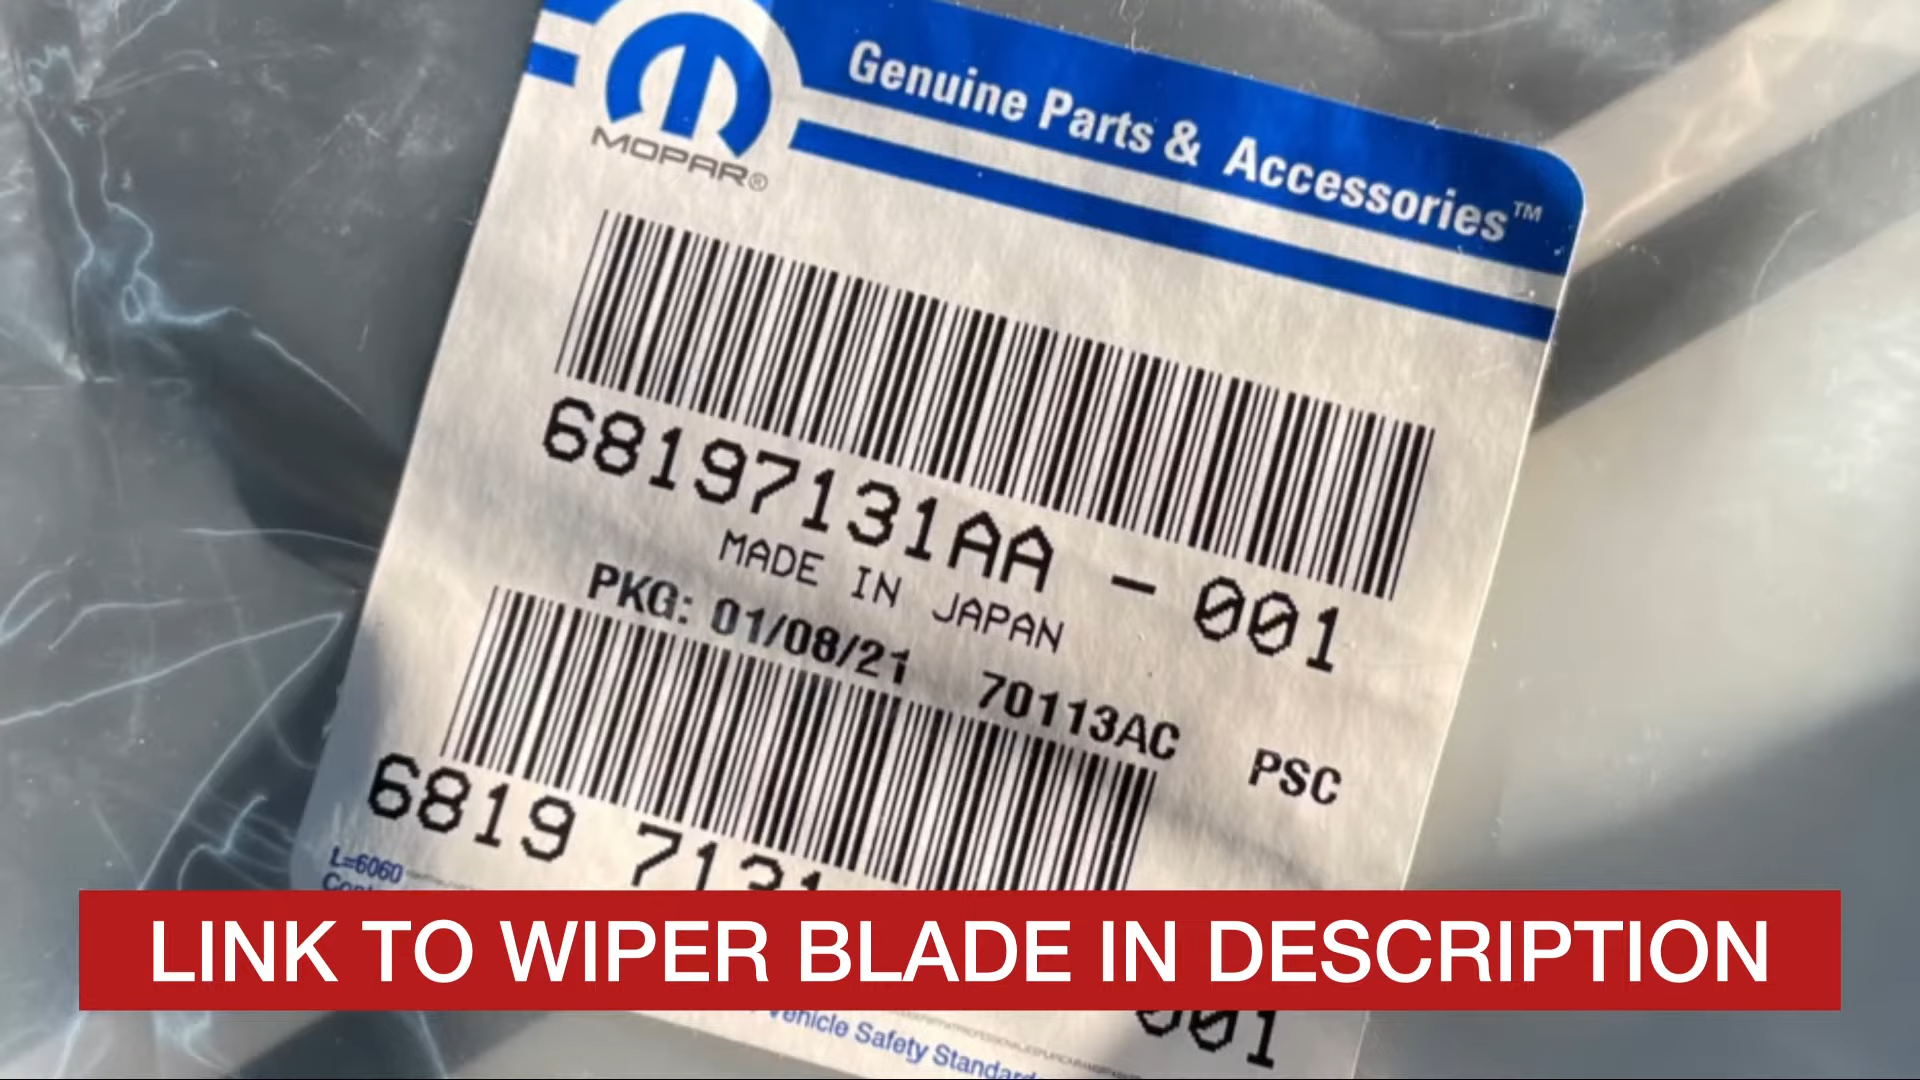 Genuine Parts & Accessories™
MOPAR®
68197131AA - 001
MADE IN JAPAN
PKG: 01/08/21 70113AC PSC
6819 7131
L=6060
LINK TO WIPER BLADE IN DESCRIPTION
001
Vehicle Safety Standard